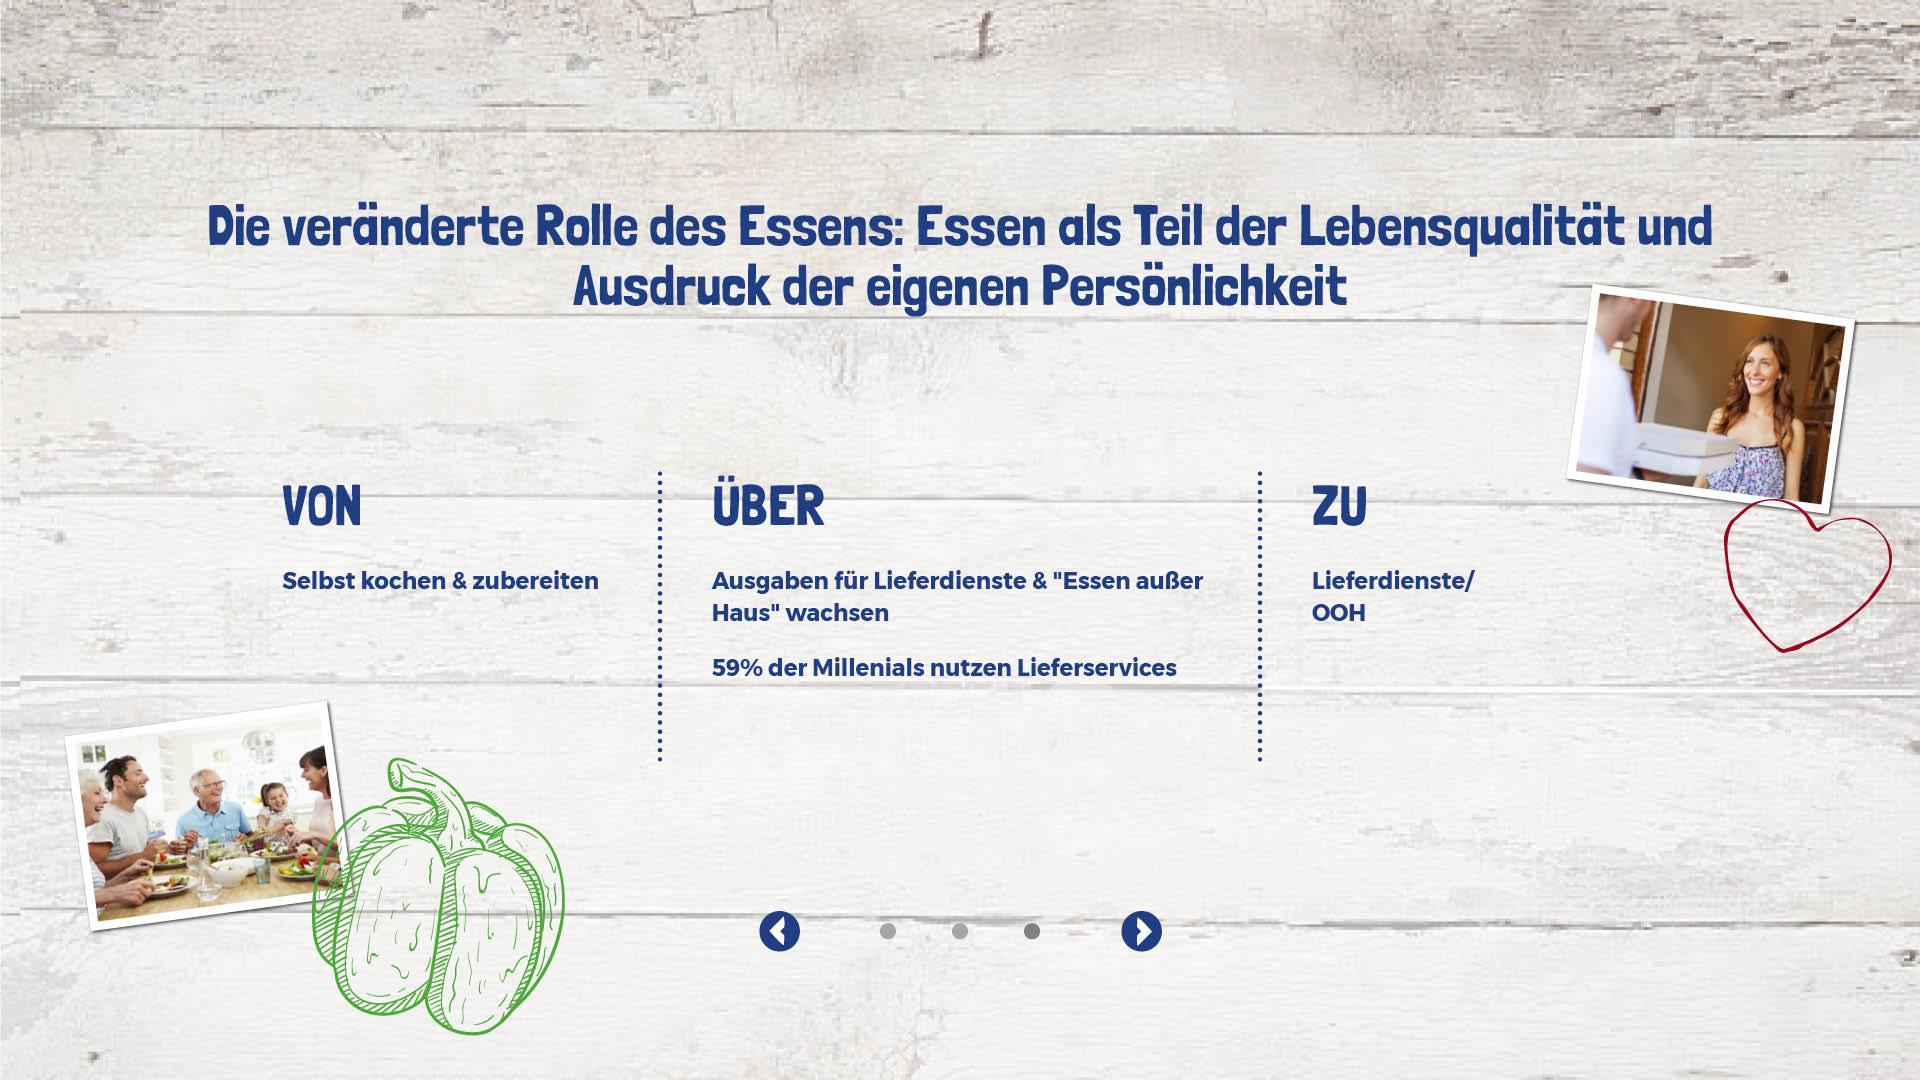 Die veränderte Rolle des Essens: Essen als Teil der Lebensqualität und
Ausdruck der eigenen Persönlichkeit
VON
Selbst kochen & zubereiten
ÜBER
Ausgaben für Lieferdienste & "Essen außer
Haus" wachsen
59% der Millenials nutzen Lieferservices
ZU
Lieferdienste/
OOH